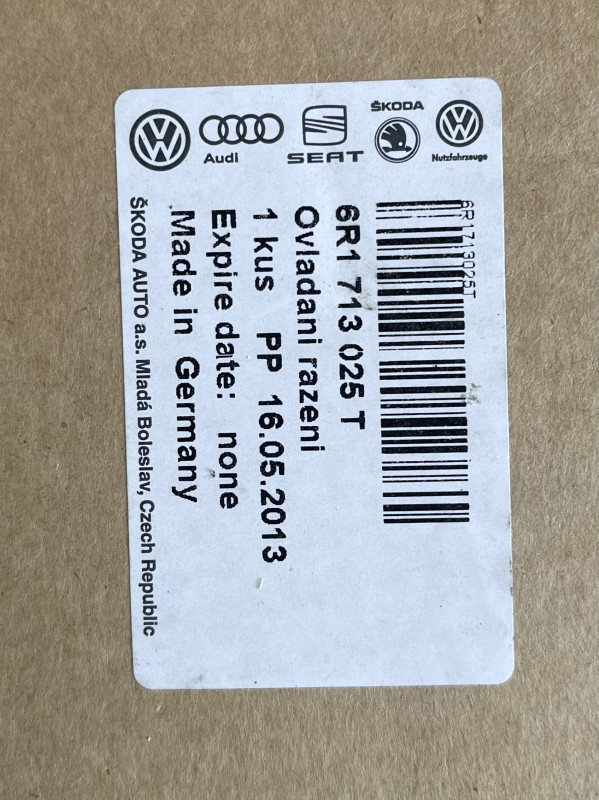 Audi
SEAT
ŠKODA
Nutzfahrzeuge
6R1713025T
6R1 713 025 T
Ovladani razeni
1 kus PP 16.05.2013
Expire date: none
Made in Germany
ŠKODA AUTO a.s. Mladá Boleslav, Czech Republic